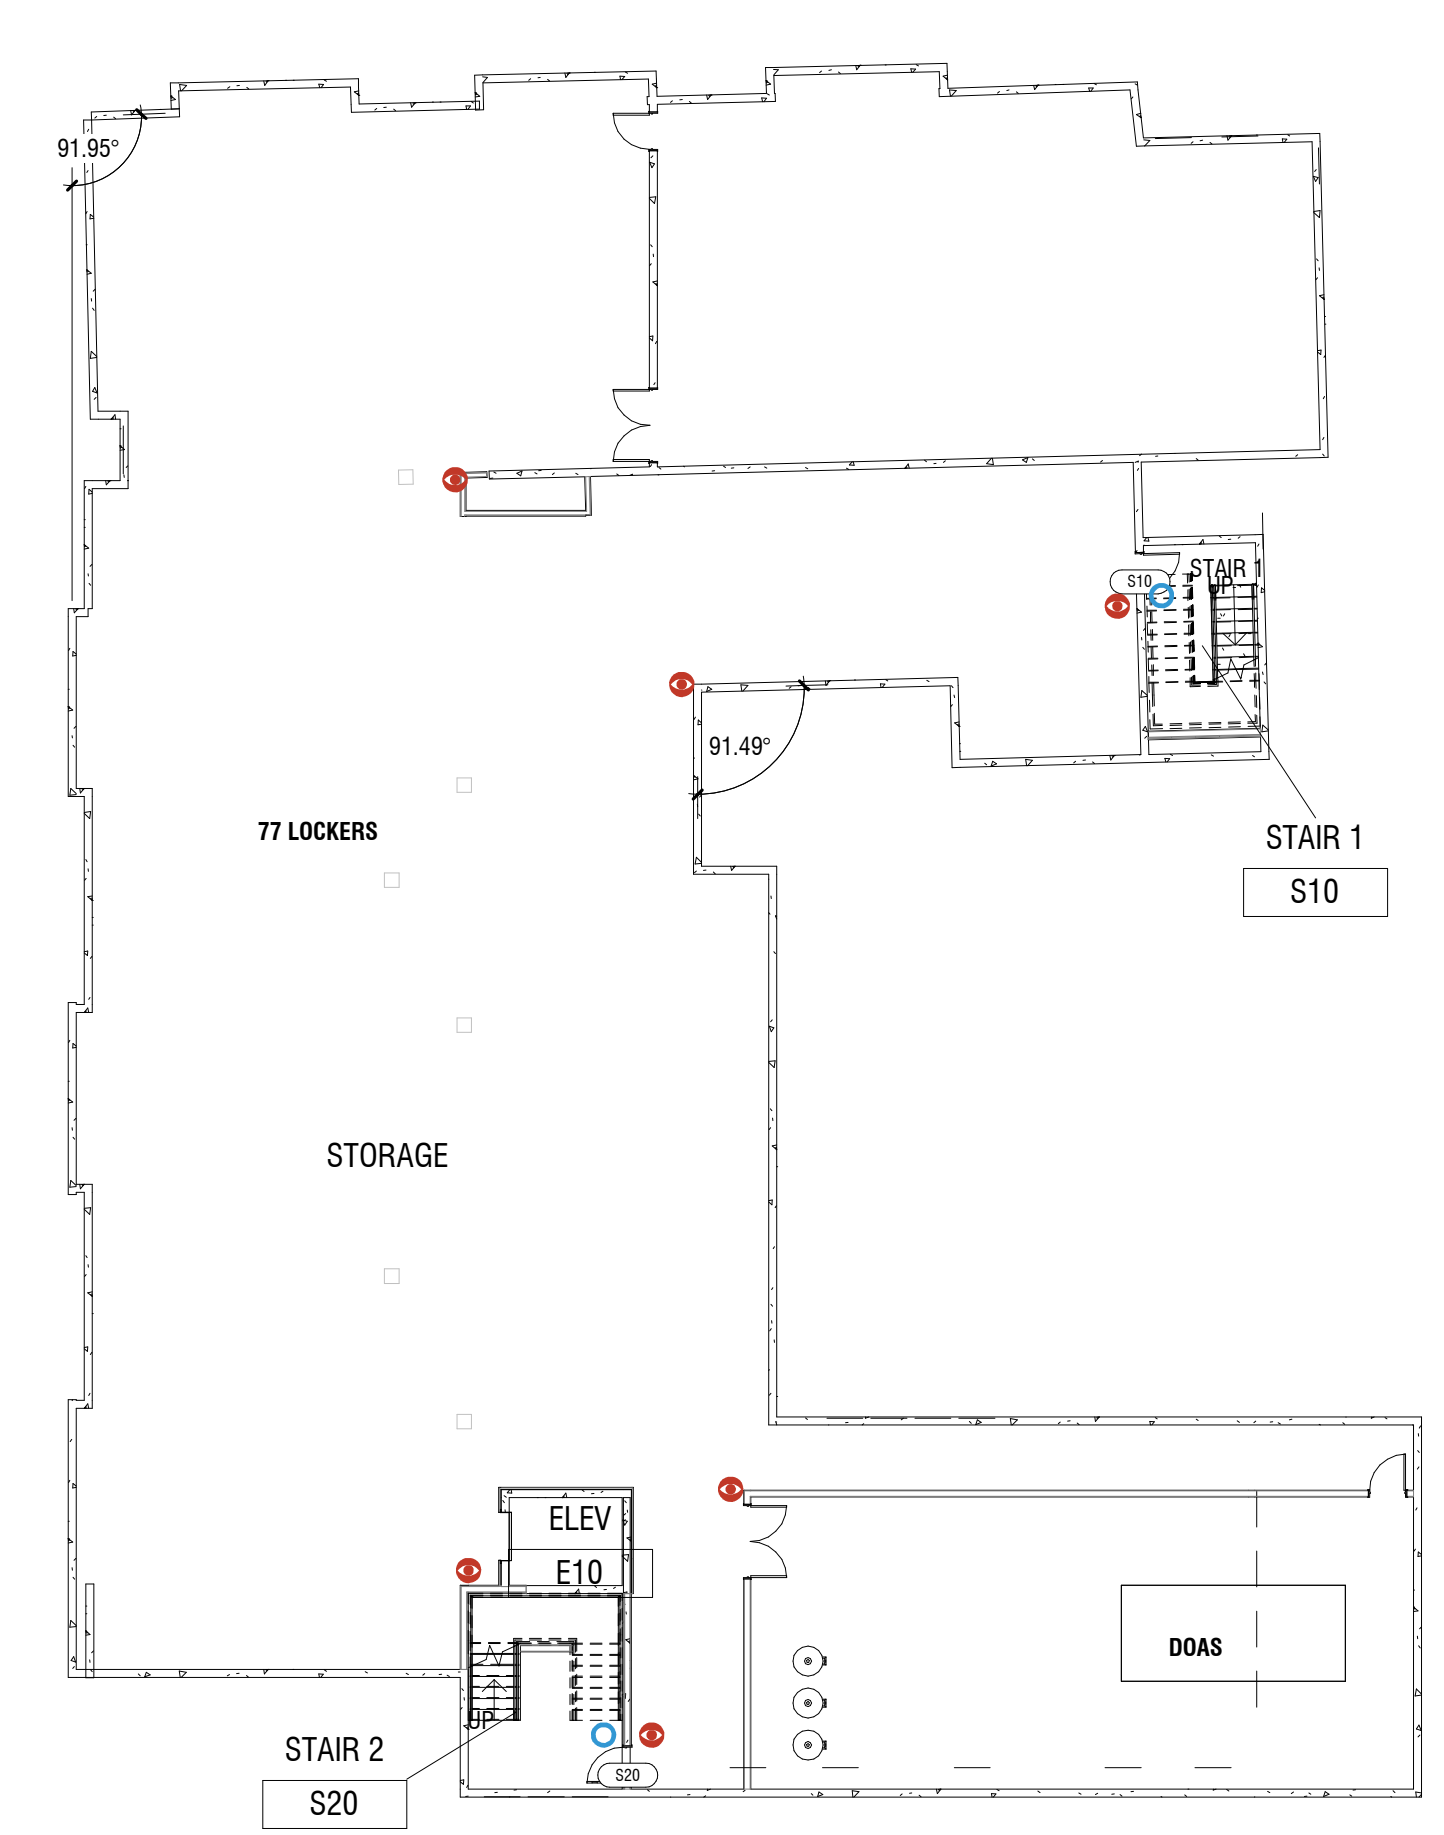 91.95°
STAIR 1
UP
S10
91.49°
77 LOCKERS
STAIR 1
S10
STORAGE
ELEV
E10
DOAS
UP
STAIR 2
S20
S20